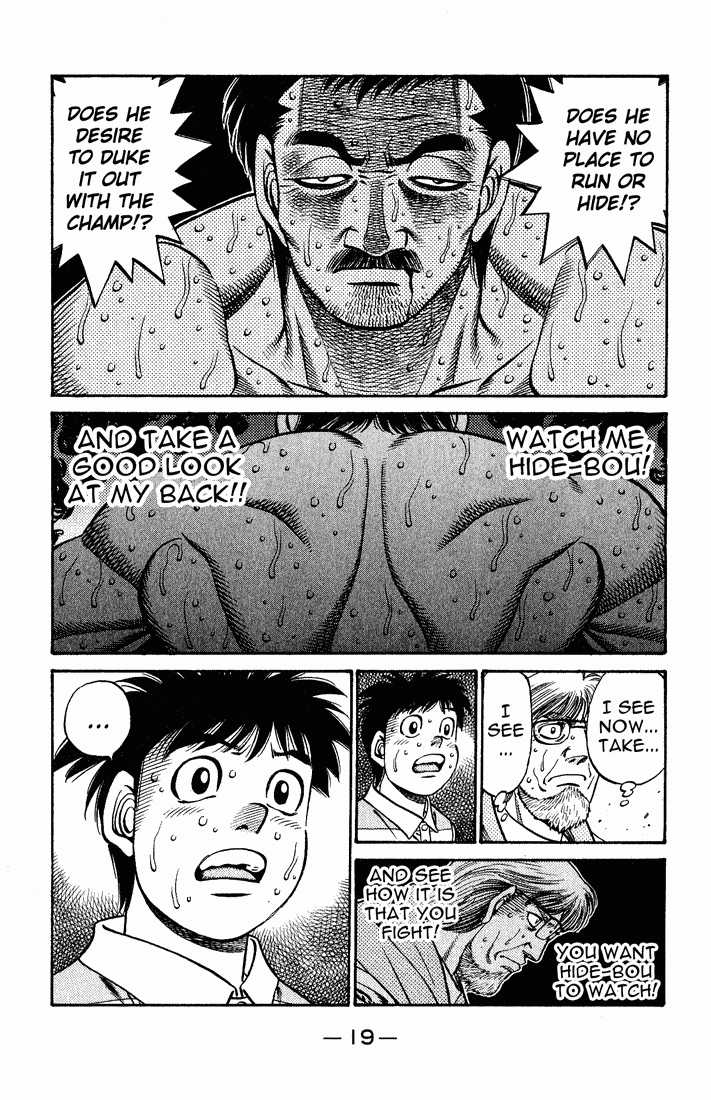 DOES HE
HAVE NO
PLACE TO
RUN OR
HIDE!?
DOES HE
DESIRE
TO DUKE
IT OUT
WITH THE
CHAMP!?
WATCH ME,
HIDE-BOU!
AND TAKE A
GOOD LOOK
AT MY BACK!!
I SEE
NOW...
TAKE...
I
SEE
...
...
YOU WANT
HIDE-BOU
TO WATCH!
AND SEE
HOW IT IS
THAT YOU
FIGHT!
— 19 —